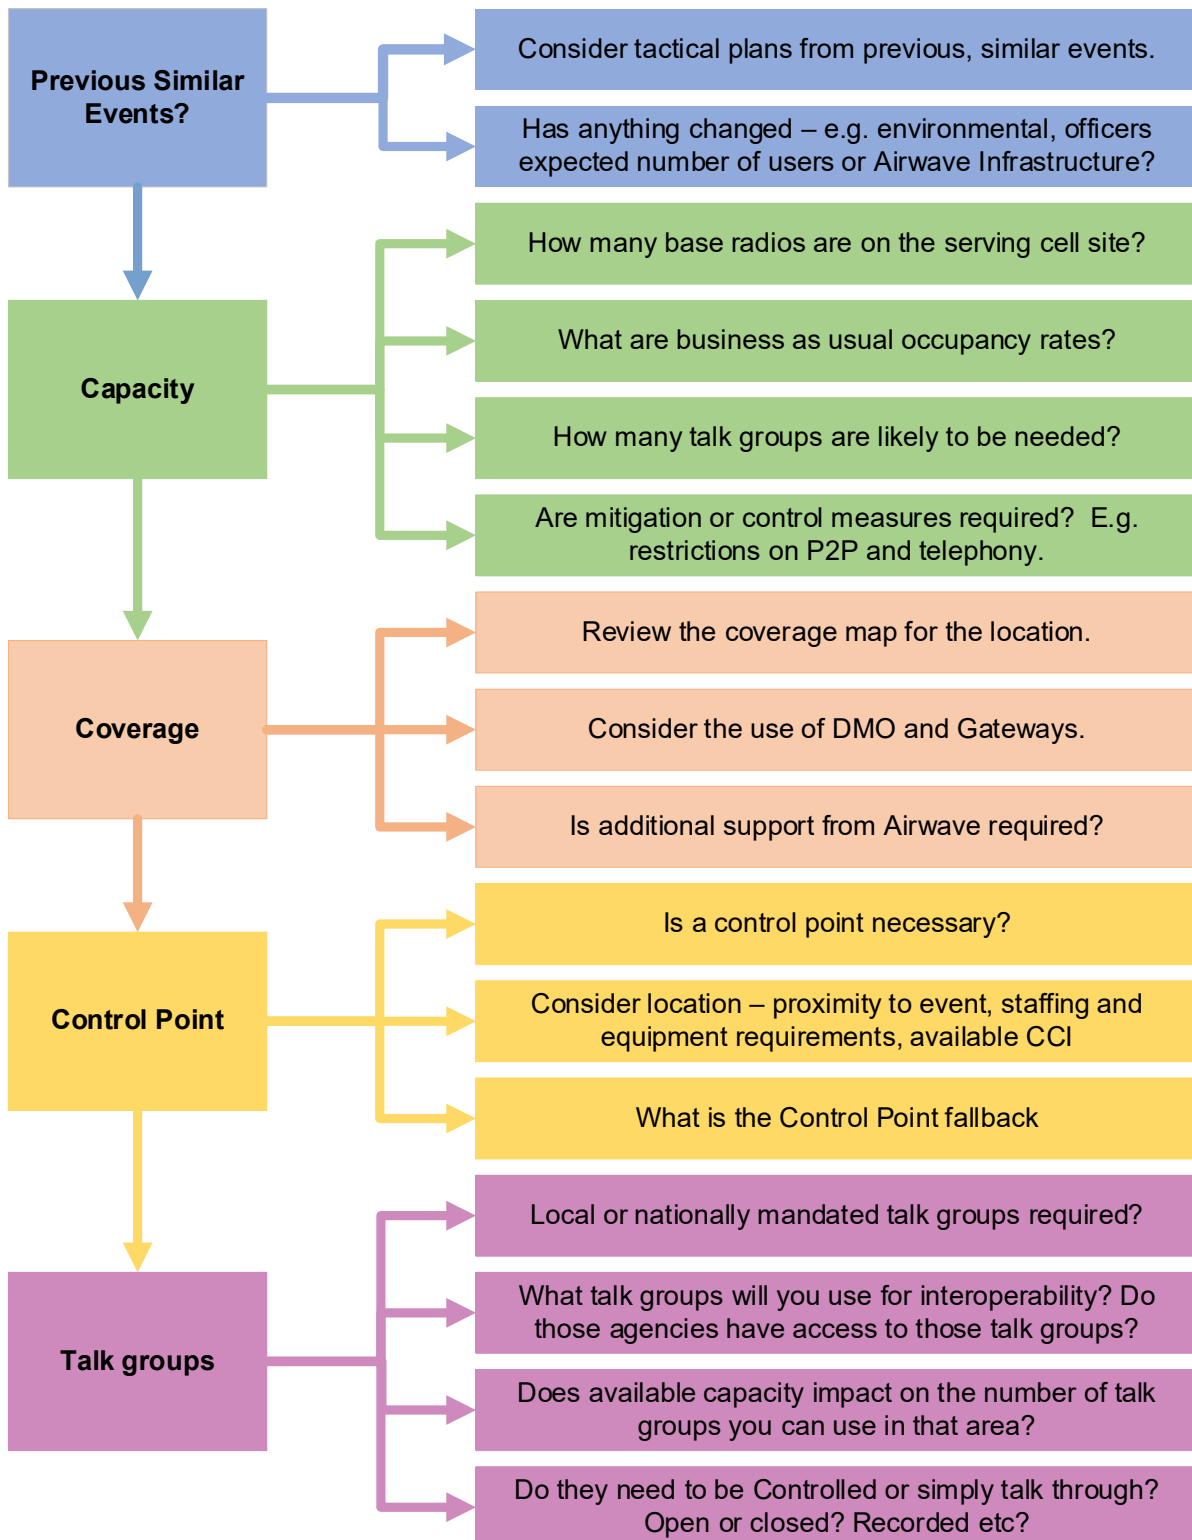 Previous Similar
Events?
Consider tactical plans from previous, similar events.
Has anything changed – e.g. environmental, officers
expected number of users or Airwave Infrastructure?
Capacity
How many base radios are on the serving cell site?
What are business as usual occupancy rates?
How many talk groups are likely to be needed?
Are mitigation or control measures required?  E.g.
restrictions on P2P and telephony.
Coverage
Review the coverage map for the location.
Consider the use of DMO and Gateways.
Is additional support from Airwave required?
Control Point
Is a control point necessary?
Consider location – proximity to event, staffing and
equipment requirements, available CCI
What is the Control Point fallback
Talk groups
Local or nationally mandated talk groups required?
What talk groups will you use for interoperability? Do
those agencies have access to those talk groups?
Does available capacity impact on the number of talk
groups you can use in that area?
Do they need to be Controlled or simply talk through?
Open or closed? Recorded etc?